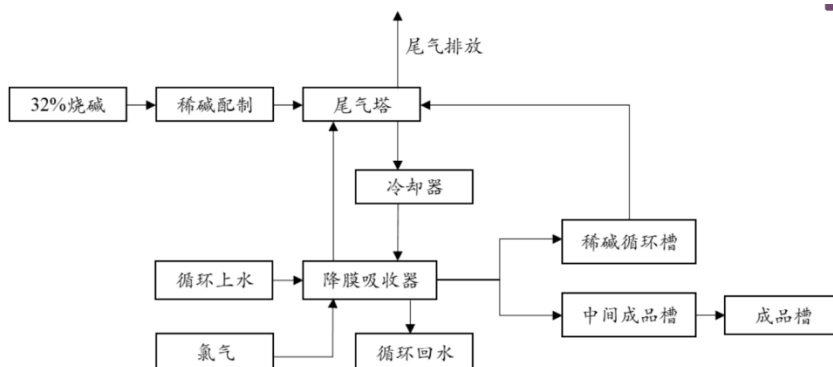 尾气排放
32%烧碱
稀碱配制
尾气塔
冷却器
稀碱循环槽
循环上水
降膜吸收器
中间成品槽
成品槽
氯气
循环回水